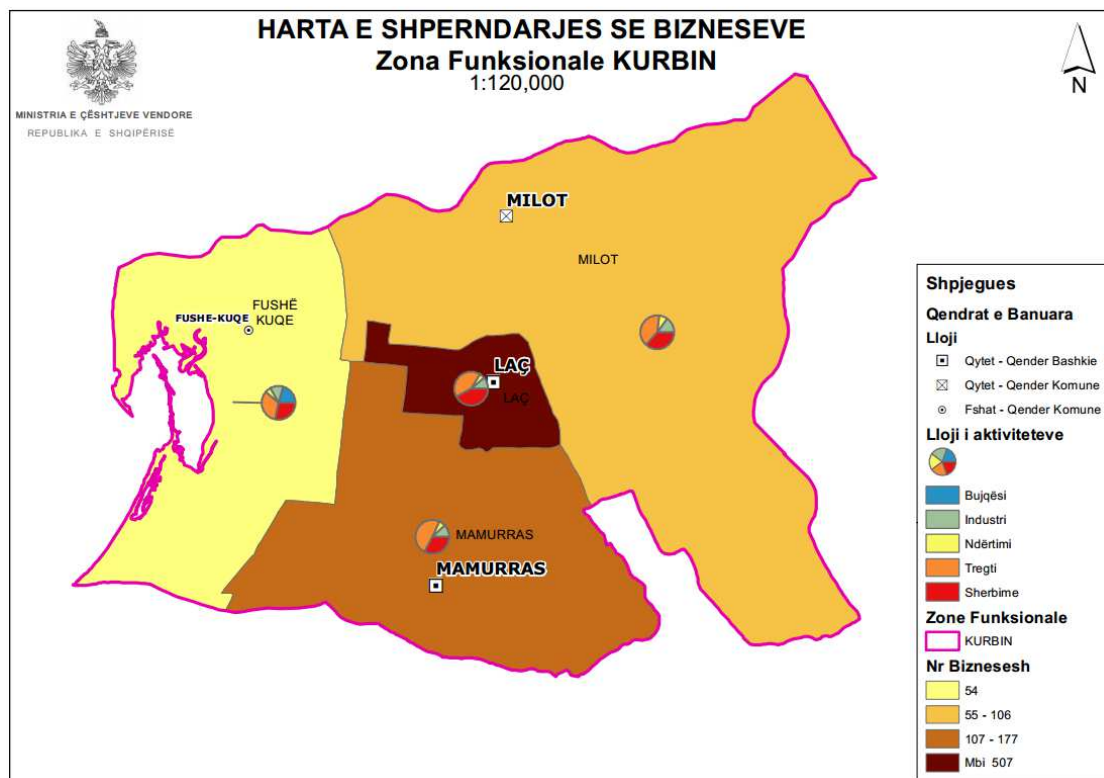 HARTA E SHPERNDARJES SE BIZNESEVE
Zona Funksionale KURBIN
1:120,000
MINISTRIA E ÇËSHTJEVE VENDORE
REPUBLIKA E SHQIPËRISË
N
MILOT
MILOT
FUSHE-KUQE
FUSHË
KUQE
LAÇ
LAÇ
MAMURRAS
MAMURRAS
Shpjegues
Qendrat e Banuara
Lloji
Qytet - Qender Bashkie
Qytet - Qender Komune
Fshat - Qender Komune
Lloji i aktiviteteve
Bujqësi
Industri
Ndërtimi
Tregti
Sherbime
Zone Funksionale
KURBIN
Nr Biznesesh
54
55 - 106
107 - 177
Mbi 507